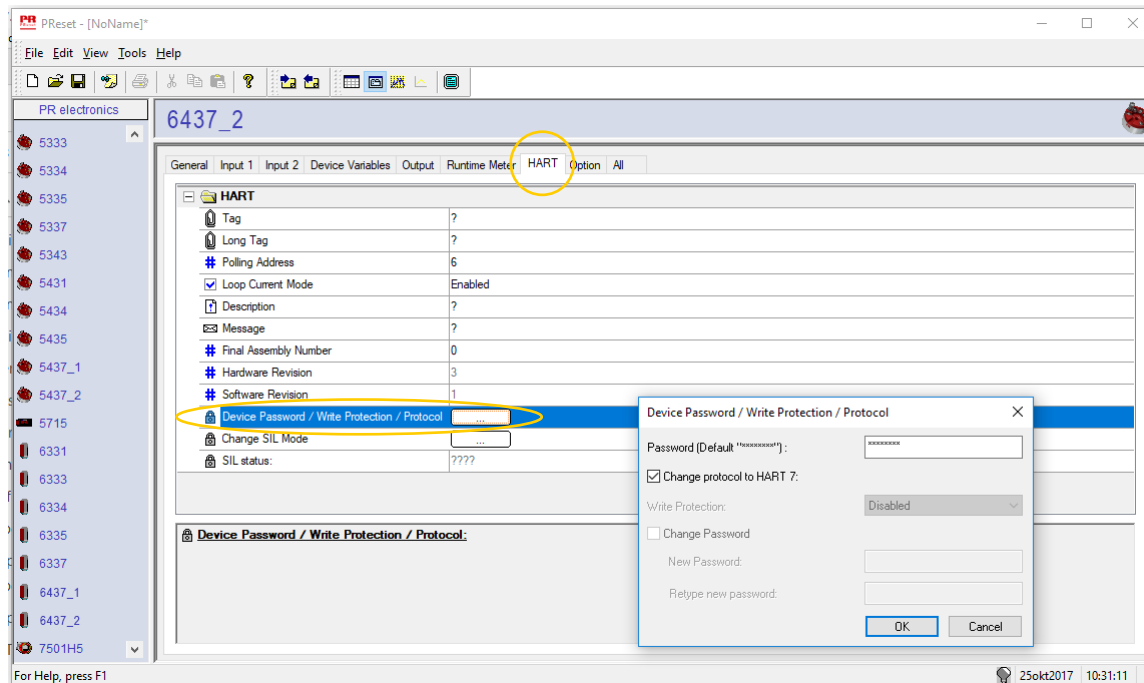 PR PReset - [NoName]*
File Edit View Tools Help
PR electronics
5333
5334
5335
5337
5343
5431
5434
5435
5437_1
5437_2
5715
6331
6333
6334
6335
6337
6437_1
6437_2
7501H5
6437_2
General Input 1 Input 2 Device Variables Output Runtime Meter HART Option All
HART
Tag ?
Long Tag ?
# Polling Address 6
Loop Current Mode Enabled
Description ?
Message ?
# Final Assembly Number 0
# Hardware Revision 3
# Software Revision 1
Device Password / Write Protection / Protocol ...
Change SIL Mode ...
SIL status: ????
Device Password / Write Protection / Protocol:
Device Password / Write Protection / Protocol
Password (Default "********") : ********
Change protocol to HART 7:
Write Protection: Disabled
Change Password
New Password:
Retype new password:
OK Cancel
For Help, press F1 25okt2017 10:31:11